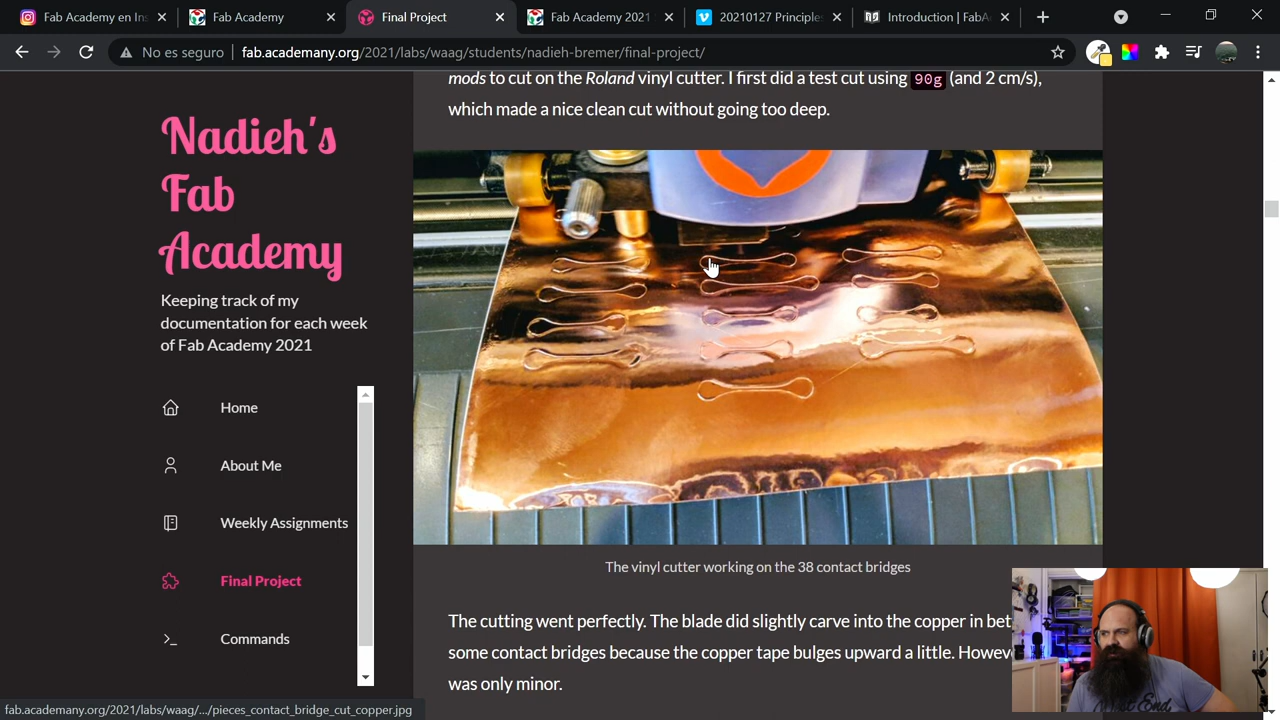 Fab Academy en Ins
Fab Academy
Final Project
Fab Academy 2021
20210127 Principles
Introduction | FabA
No es seguro
fab.academany.org/2021/labs/waag/students/nadieh-bremer/final-project/
Nadieh's
Fab
Academy
Keeping track of my
documentation for each week
of Fab Academy 2021
Home
About Me
Weekly Assignments
Final Project
Commands
mods to cut on the Roland vinyl cutter. I first did a test cut using 90g (and 2 cm/s),
which made a nice clean cut without going too deep.
The vinyl cutter working on the 38 contact bridges
The cutting went perfectly. The blade did slightly carve into the copper in bet
some contact bridges because the copper tape bulges upward a little. Howeve
was only minor.
fab.academany.org/2021/labs/waag/.../pieces_contact_bridge_cut_copper.jpg